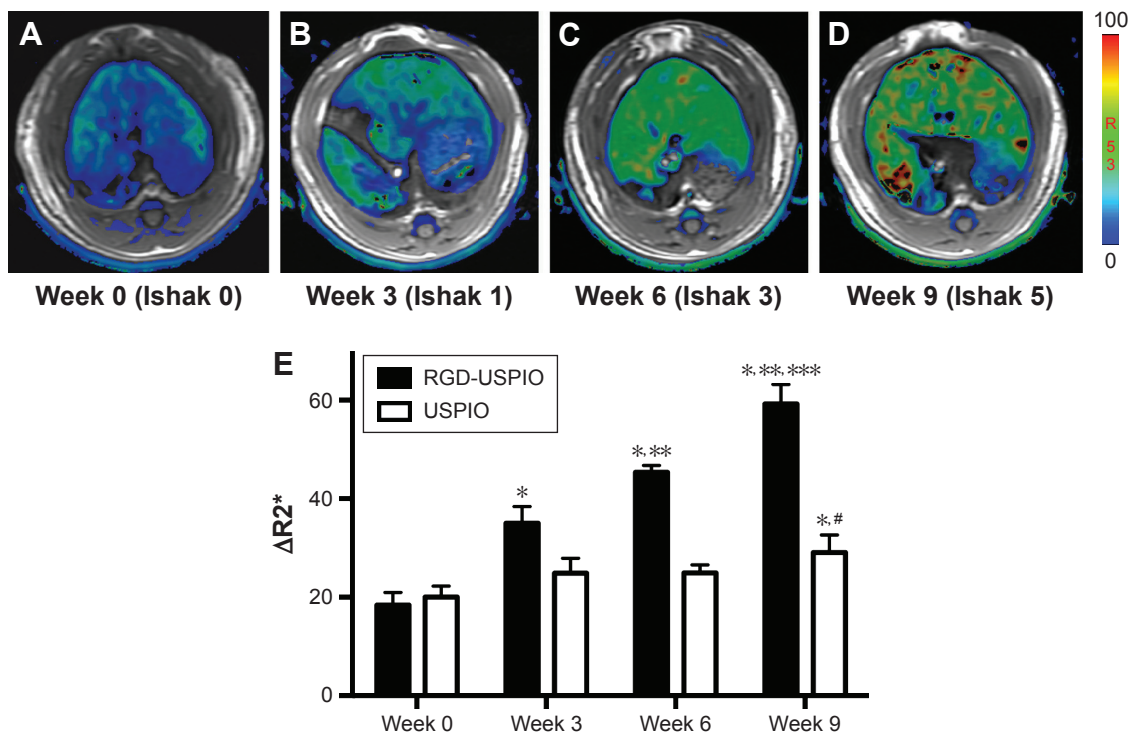 A
B
C
D
100
R
5
3
0
Week 0 (Ishak 0)
Week 3 (Ishak 1)
Week 6 (Ishak 3)
Week 9 (Ishak 5)
E
RGD-USPIO
USPIO
ΔR2*
60
40
20
0
*
*,**
*,**,***
*,#
Week 0
Week 3
Week 6
Week 9